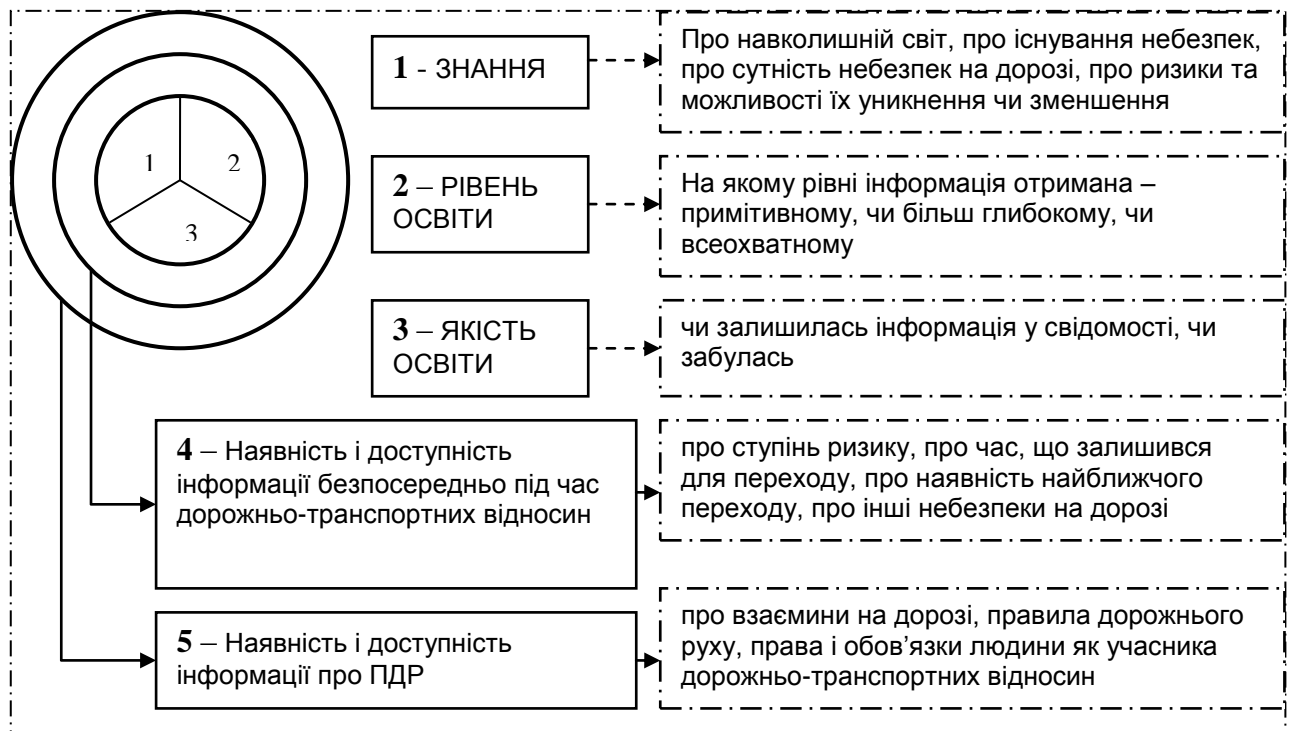 1
2
3
1 - ЗНАННЯ
Про навколишній світ, про існування небезпек,
про сутність небезпек на дорозі, про ризики та
можливості їх уникнення чи зменшення
2 – РІВЕНЬ
ОСВІТИ
На якому рівні інформація отримана –
примітивному, чи більш глибокому, чи
всеохватному
3 – ЯКІСТЬ
ОСВІТИ
чи залишилась інформація у свідомості, чи
забулась
4 – Наявність і доступність
інформації безпосередньо під час
дорожньо-транспортних відносин
про ступінь ризику, про час, що залишився
для переходу, про наявність найближчого
переходу, про інші небезпеки на дорозі
5 – Наявність і доступність
інформації про ПДР
про взаємини на дорозі, правила дорожнього
руху, права і обов’язки людини як учасника
дорожньо-транспортних відносин